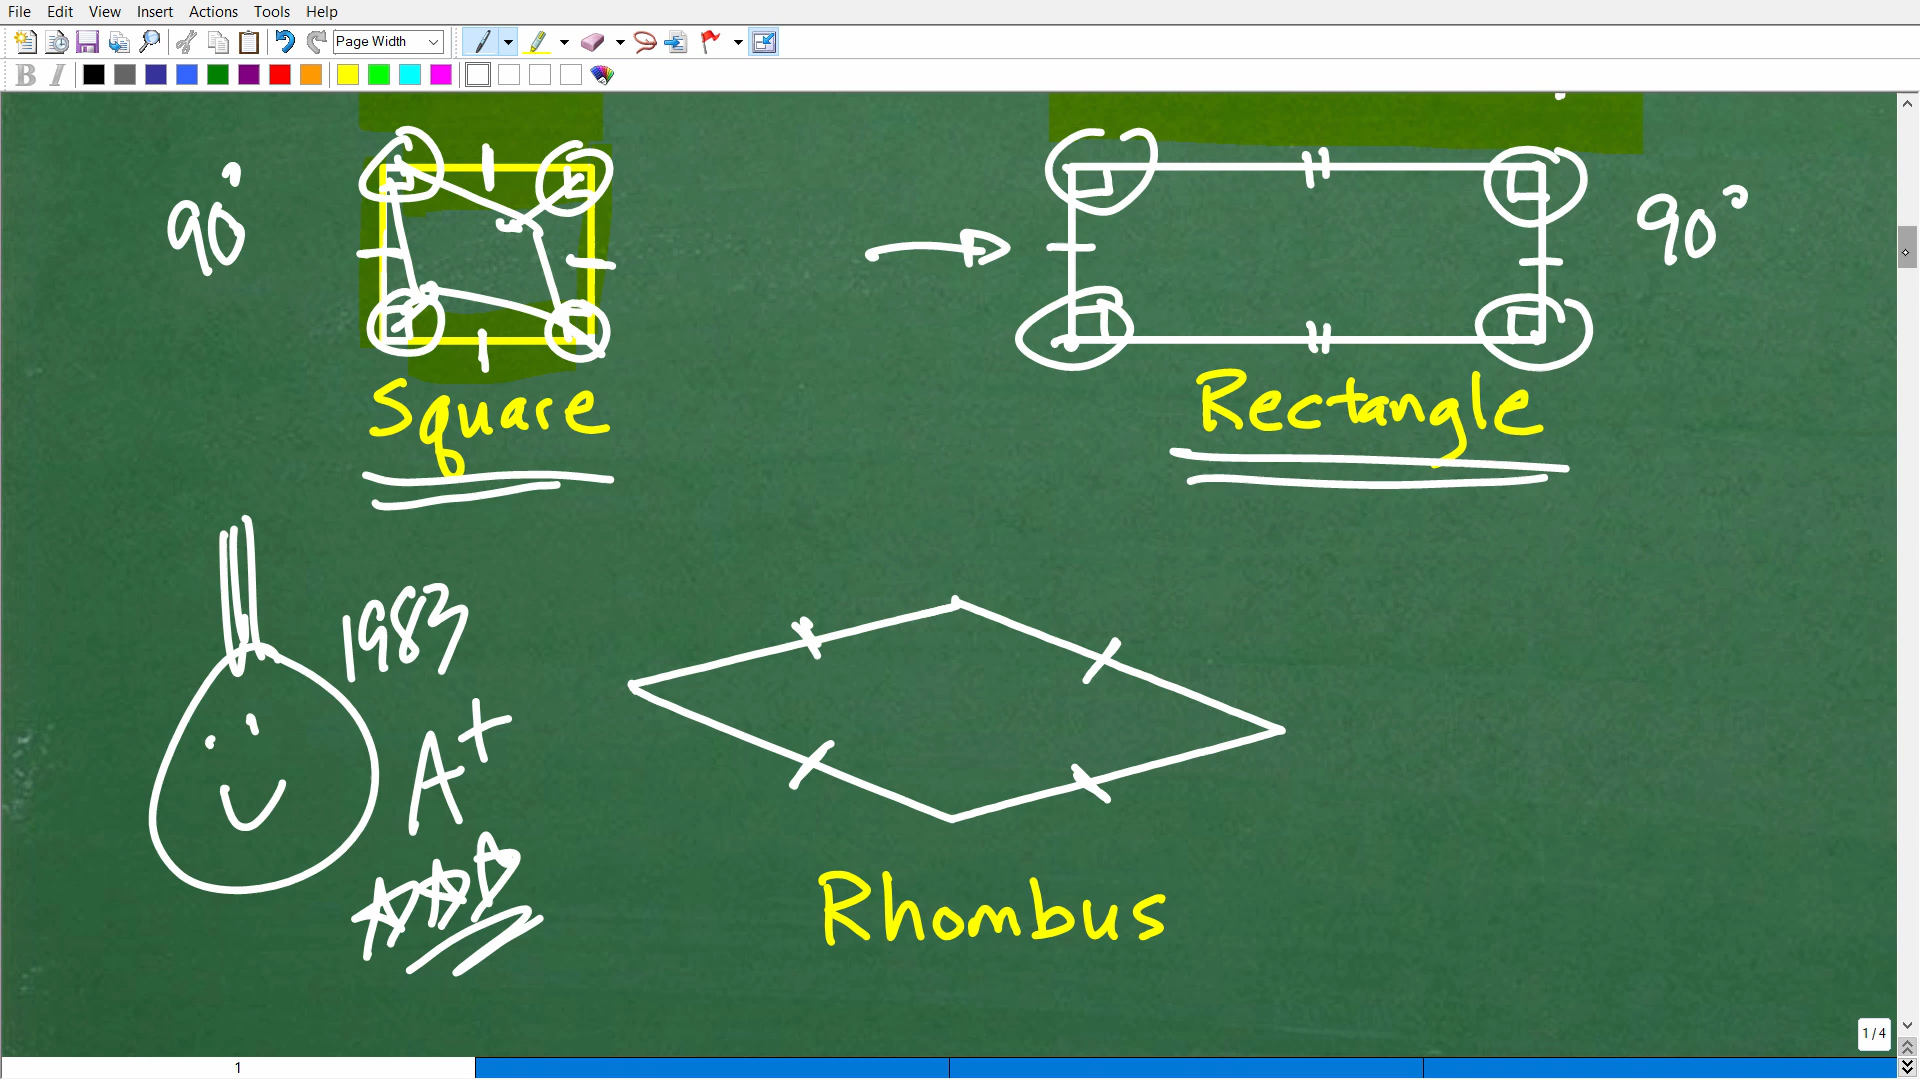 File Edit View Insert Actions Tools Help
Page Width
B I
90°
90°
Square
Rectangle
1983
A+
Rhombus
1 / 4
1